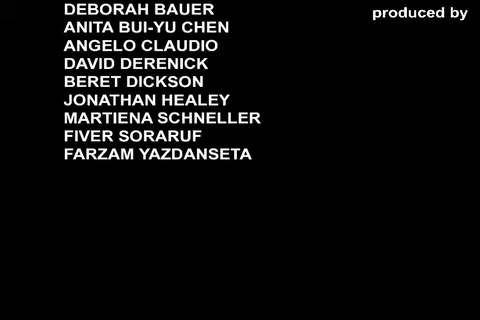 DEBORAH BAUER
produced by
ANITA BUI-YU CHEN
ANGELO CLAUDIO
DAVID DERENICK
BERET DICKSON
JONATHAN HEALEY
MARTIENA SCHNELLER
FIVER SORARUF
FARZAM YAZDANSETA